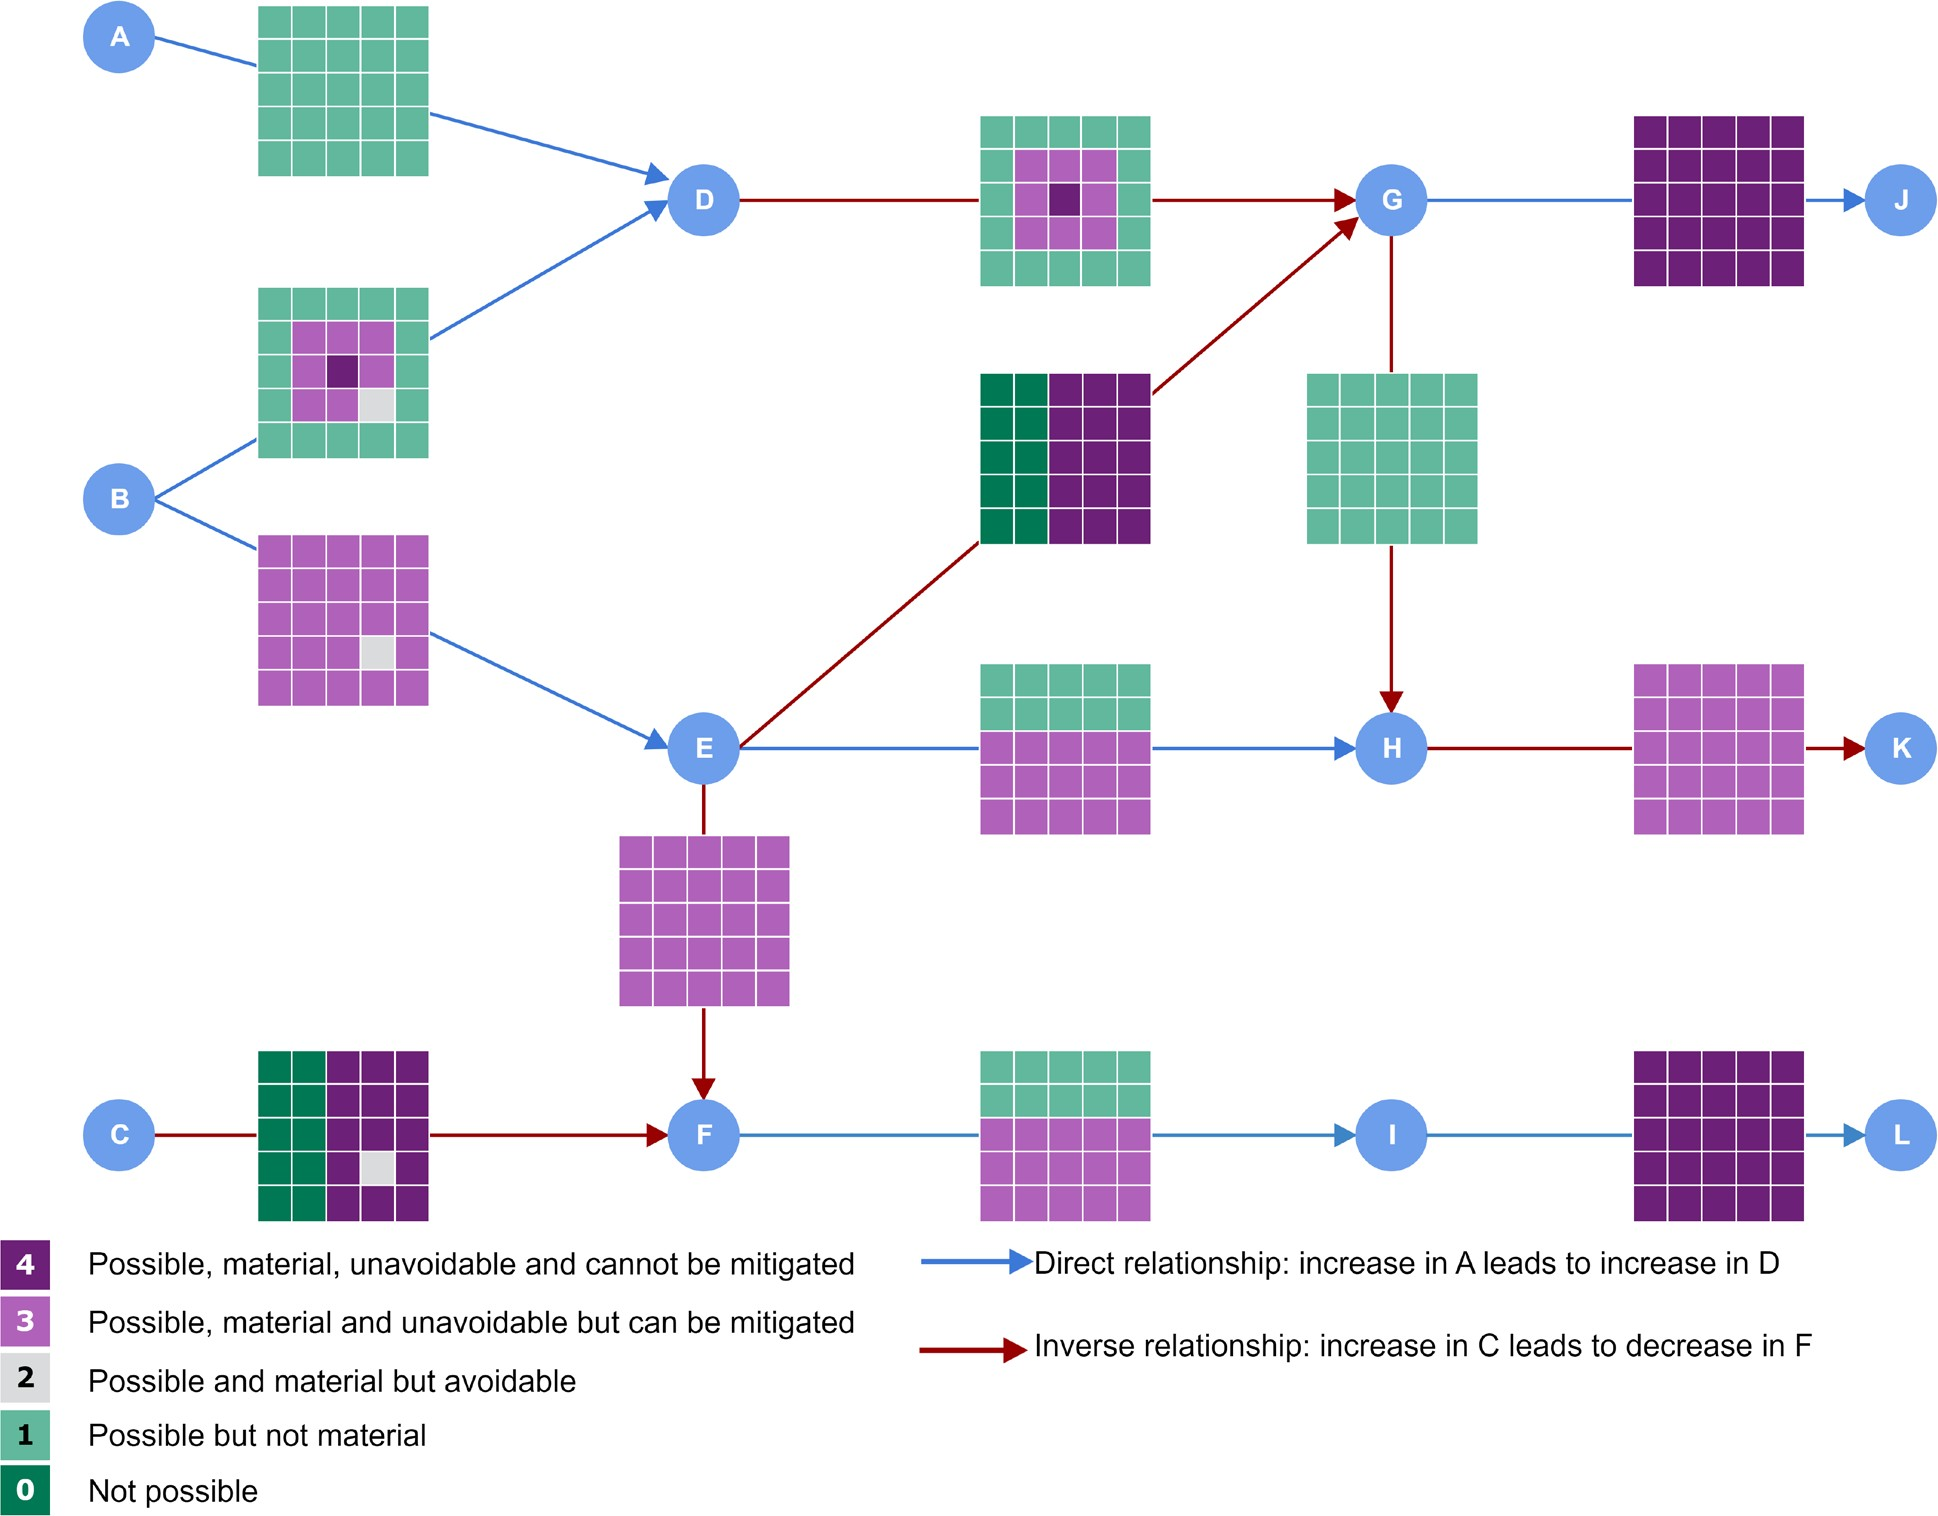 A
D
G
J
B
E
H
K
C
F
I
L
4 Possible, material, unavoidable and cannot be mitigated
Direct relationship: increase in A leads to increase in D
3 Possible, material and unavoidable but can be mitigated
Inverse relationship: increase in C leads to decrease in F
2 Possible and material but avoidable
1 Possible but not material
0 Not possible